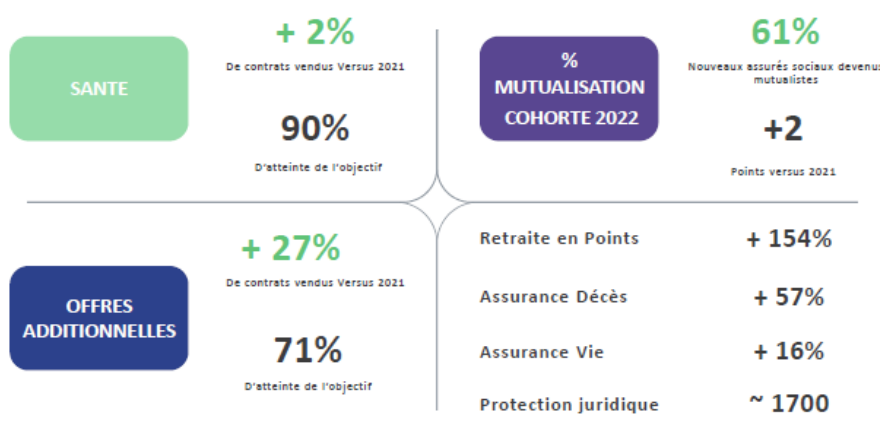 SANTE
+ 2%
De contrats vendus Versus 2021
90%
D'atteinte de l'objectif
%
MUTUALISATION
COHORTE 2022
61%
Nouveaux assurés sociaux devenus
mutualistes
+2
Points versus 2021
OFFRES
ADDITIONNELLES
+ 27%
De contrats vendus Versus 2021
71%
D'atteinte de l'objectif
Retraite en Points + 154%
Assurance Décès + 57%
Assurance Vie + 16%
Protection juridique ~ 1700